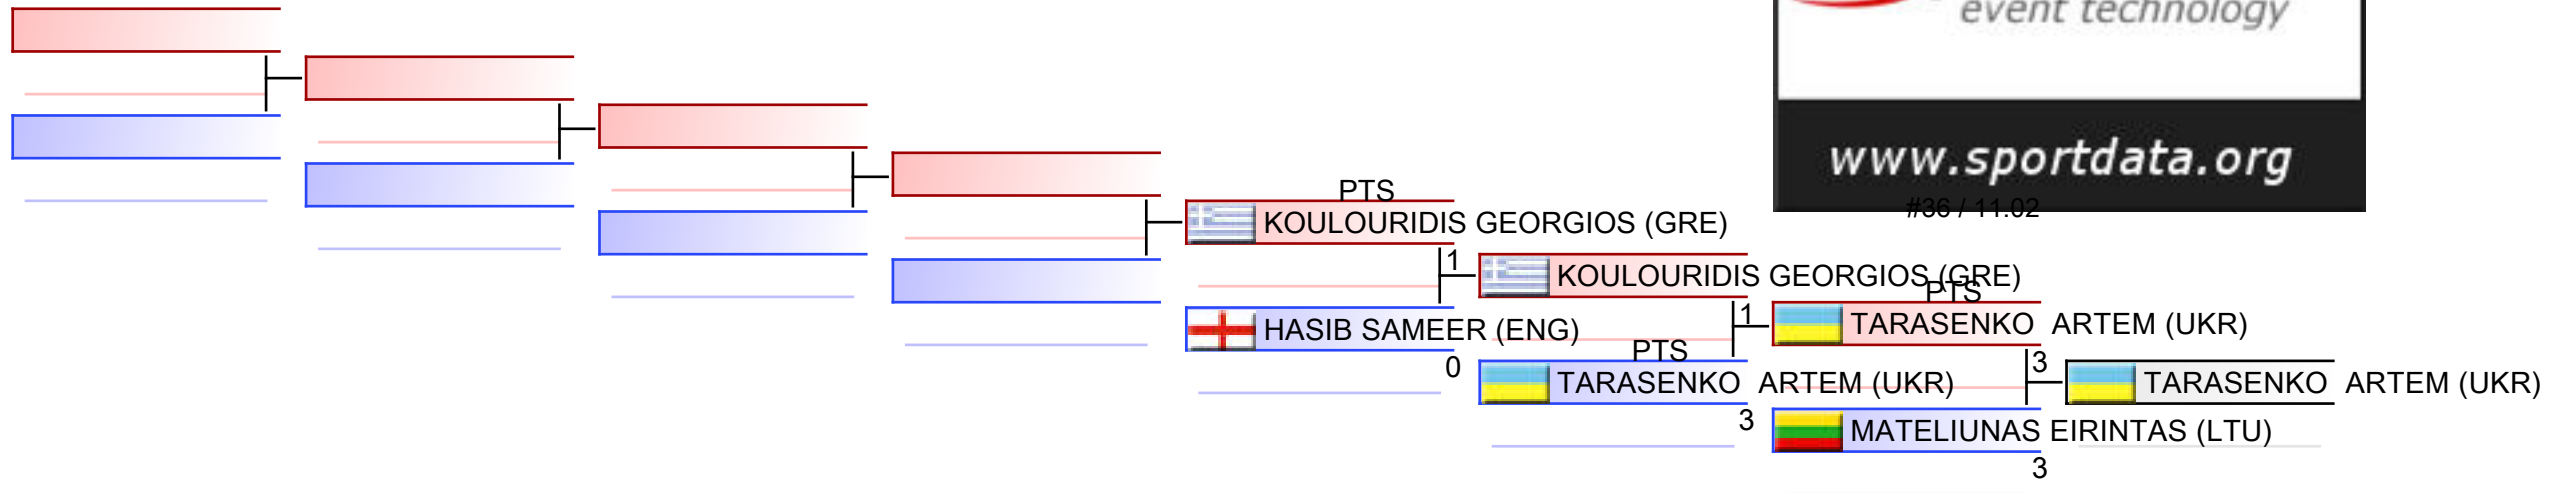 event technology
www.sportdata.org
#36 / 11.02
PTS
KOULOURIDIS GEORGIOS (GRE)
1
HASIB SAMEER (ENG)
0
KOULOURIDIS GEORGIOS (GRE)
1
PTS
TARASENKO ARTEM (UKR)
3
PTS
TARASENKO ARTEM (UKR)
3
MATELIUNAS EIRINTAS (LTU)
3
TARASENKO ARTEM (UKR)